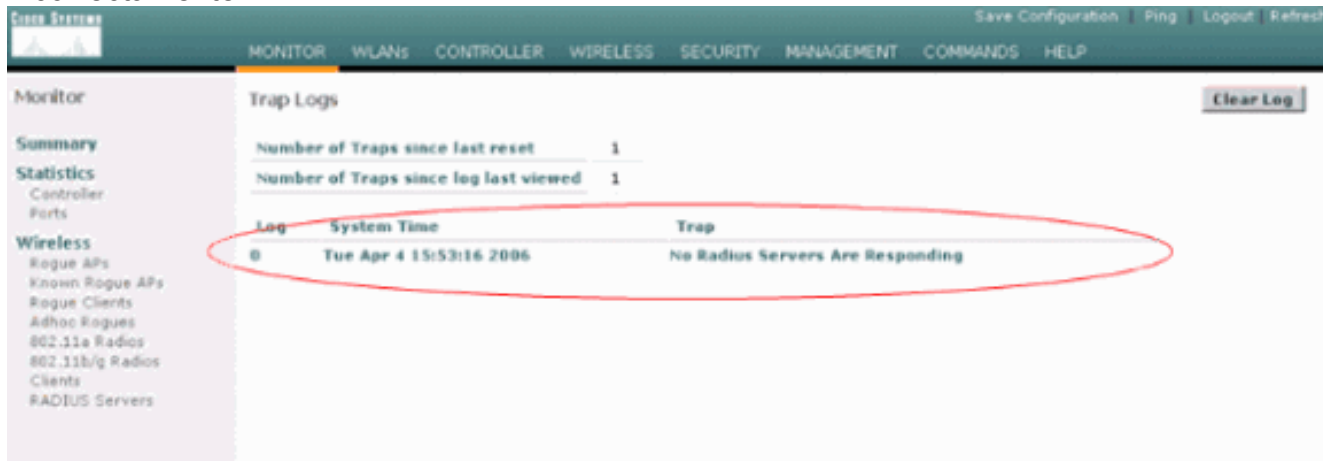 CISCO SYSTEMS
Save Configuration | Ping | Logout | Refresh
MONITOR WLANs CONTROLLER WIRELESS SECURITY MANAGEMENT COMMANDS HELP
Monitor
Summary
Statistics
Controller
Ports
Wireless
Rogue APs
Known Rogue APs
Rogue Clients
Adhoc Rogues
802.11a Radios
802.11b/g Radios
Clients
RADIUS Servers
Trap Logs
Clear Log
Number of Traps since last reset 1
Number of Traps since log last viewed 1
Log System Time Trap
0 Tue Apr 4 15:53:16 2006 No Radius Servers Are Responding